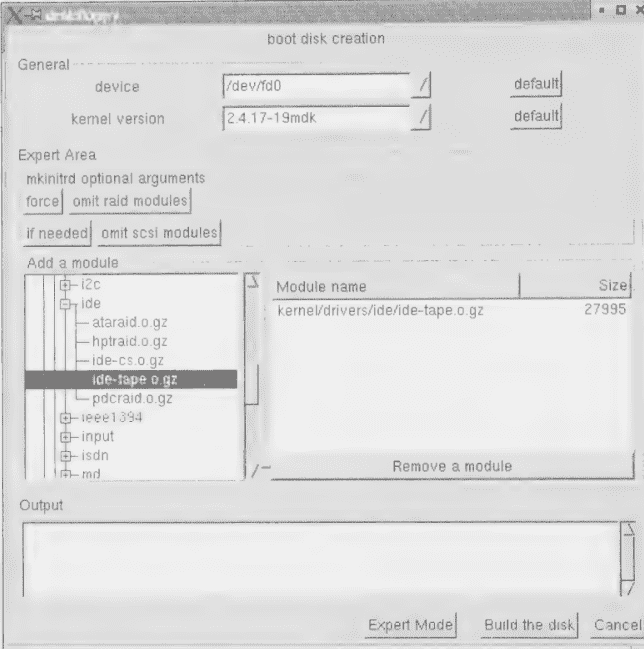 boot disk creation
General
device /dev/fd0 default
kernel version 2.4.17-19mdk default
Expert Area
mkinitrd optional arguments
force omit raid modules
if needed omit scsi modules
Add a module
i2c
ide
ataraid.o.gz
hptraid.o.gz
ide-cs.o.gz
ide-tape.o.gz
pdcraid.o.gz
ieee1394
input
isdn
md
Module name Size
kernel/drivers/ide/ide-tape.o.gz 27995
Remove a module
Output
Expert Mode Build the disk Cancel